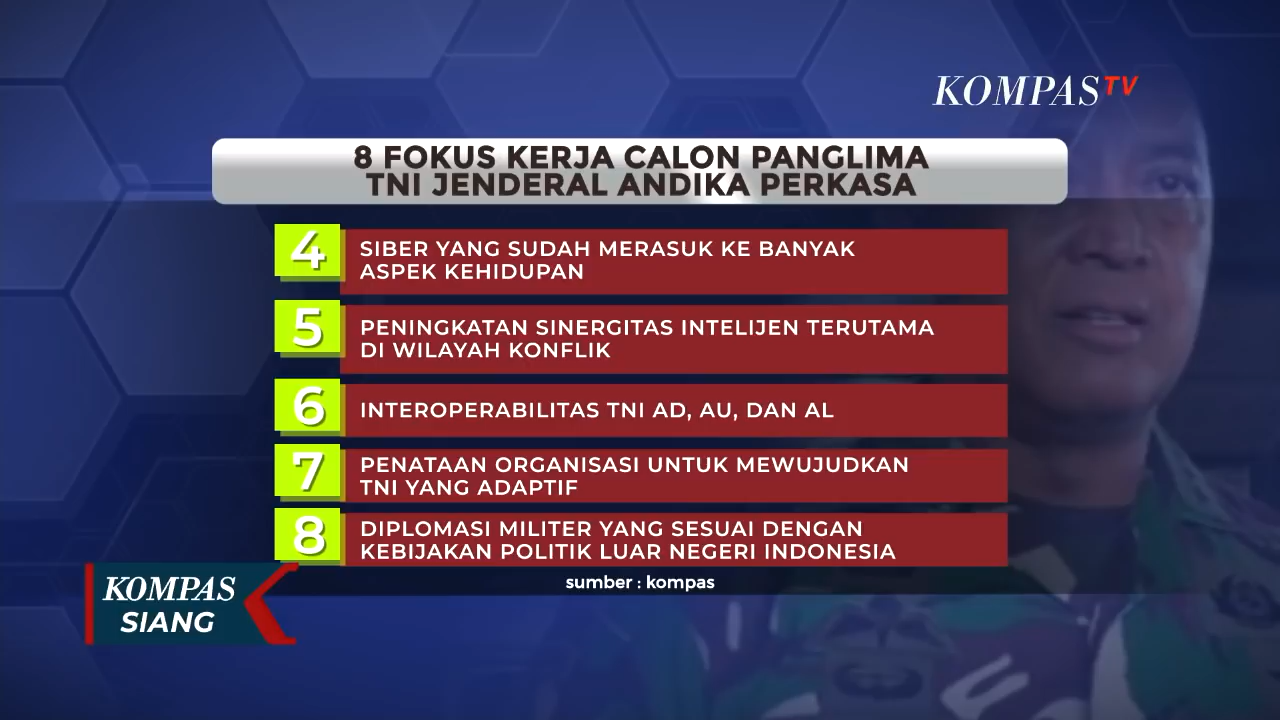 KOMPAS TV
8 FOKUS KERJA CALON PANGLIMA
TNI JENDERAL ANDIKA PERKASA
4 SIBER YANG SUDAH MERASUK KE BANYAK
ASPEK KEHIDUPAN
5 PENINGKATAN SINERGITAS INTELIJEN TERUTAMA
DI WILAYAH KONFLIK
6 INTEROPERABILITAS TNI AD, AU, DAN AL
7 PENATAAN ORGANISASI UNTUK MEWUJUDKAN
TNI YANG ADAPTIF
8 DIPLOMASI MILITER YANG SESUAI DENGAN
KEBIJAKAN POLITIK LUAR NEGERI INDONESIA
sumber : kompas
KOMPAS
SIANG